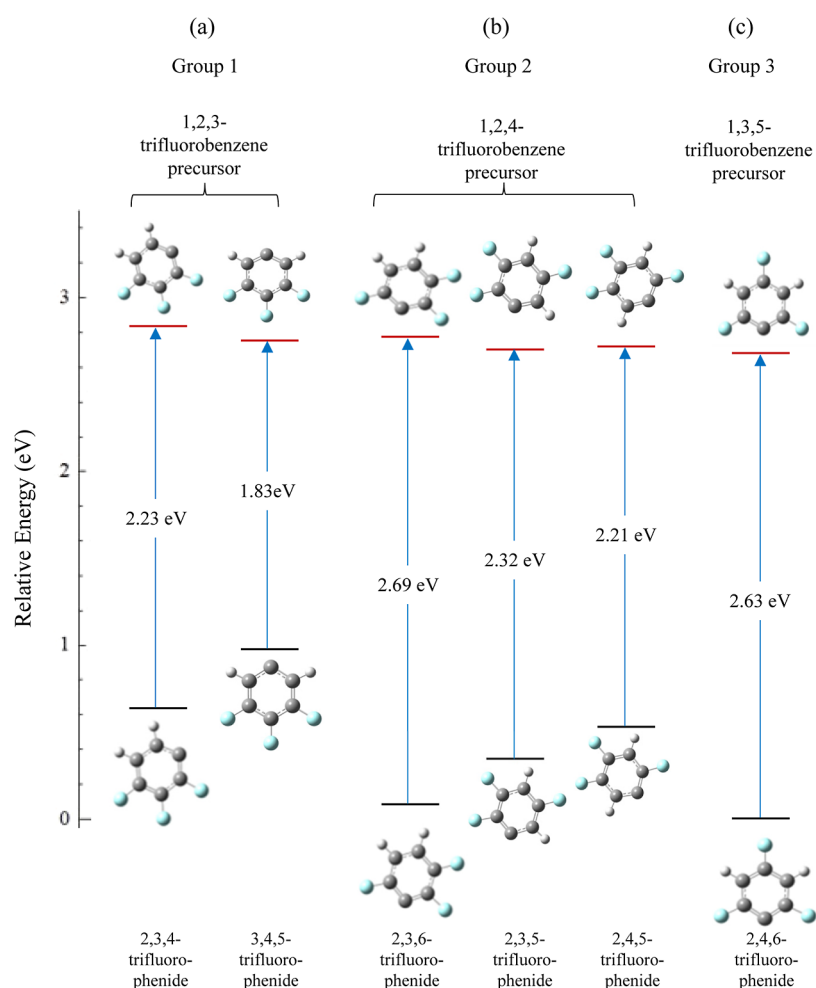 (a)
(b)
(c)
Group 1
Group 2
Group 3
1,2,3-
trifluorobenzene
precursor
1,2,4-
trifluorobenzene
precursor
1,3,5-
trifluorobenzene
precursor
Relative Energy (eV)
3
2
1
0
2.23 eV
1.83eV
2.69 eV
2.32 eV
2.21 eV
2.63 eV
2,3,4-
trifluoro-
phenide
3,4,5-
trifluoro-
phenide
2,3,6-
trifluoro-
phenide
2,3,5-
trifluoro-
phenide
2,4,5-
trifluoro-
phenide
2,4,6-
trifluoro-
phenide